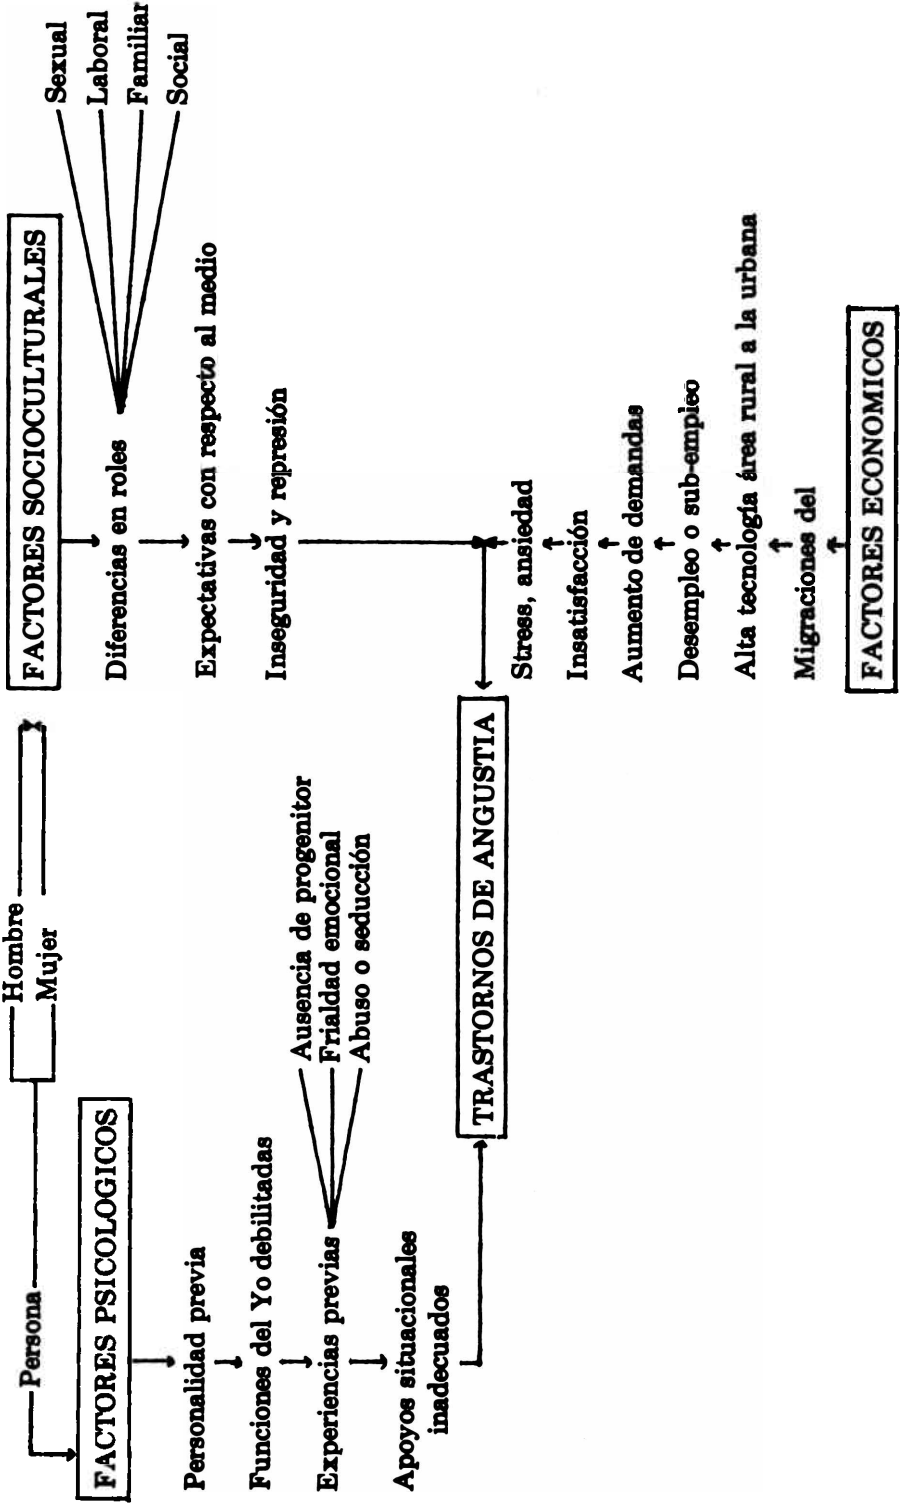 Persona
Hombre
Mujer
FACTORES PSICOLOGICOS
Personalidad previa
Funciones del Yo debilitadas
Experiencias previas
Ausencia de progenitor
Frialdad emocional
Abuso o seducción
Apoyos situacionales
inadecuados
FACTORES SOCIOCULTURALES
Diferencias en roles
Sexual
Laboral
Familiar
Social
Expectativas con respecto al medio
Inseguridad y represión
TRASTORNOS DE ANGUSTIA
Stress, ansiedad
Insatisfacción
Aumento de demandas
Desempleo o sub-empleo
Alta tecnología área rural a la urbana
Migraciones del
FACTORES ECONOMICOS